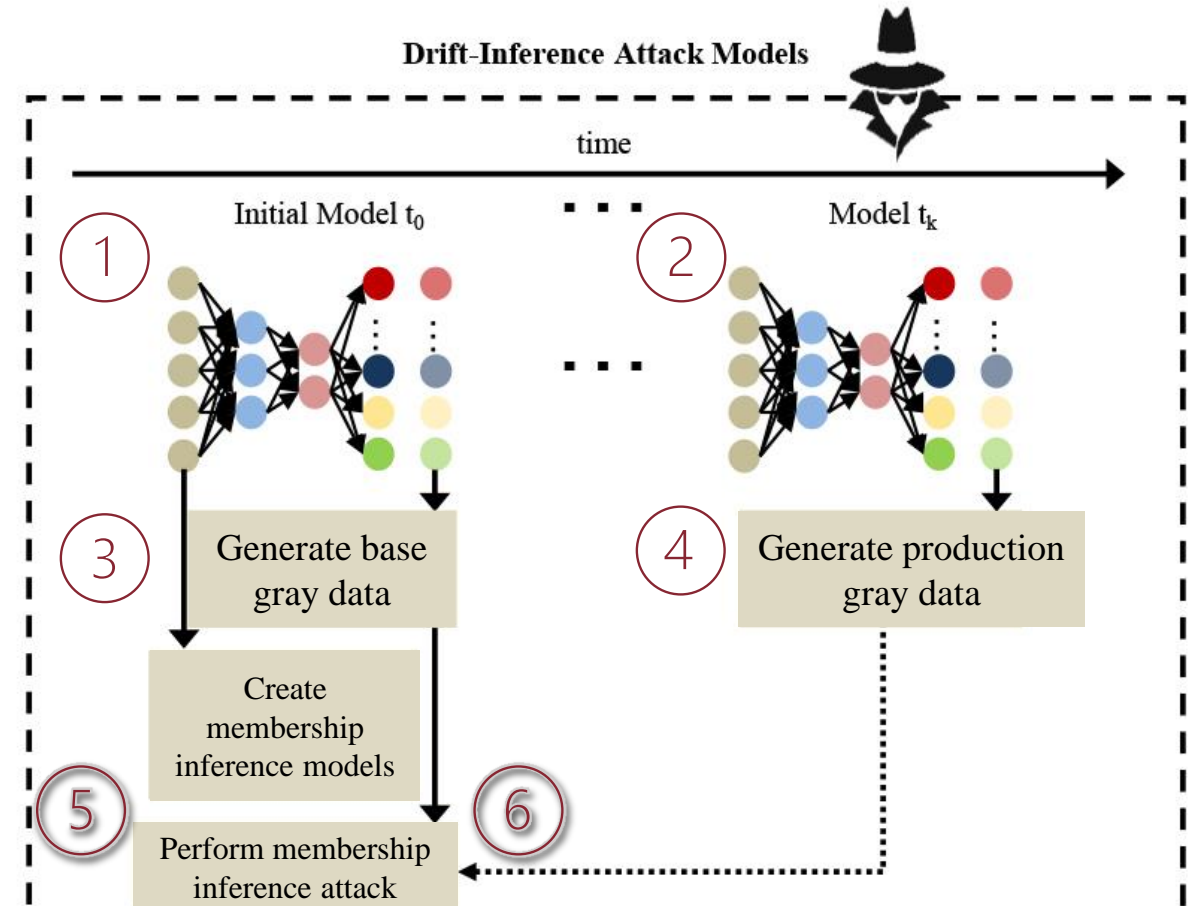 Drift-Inference Attack Models
time
Initial Model t₀
. . .
Model tₖ
1
2
. . .
3
Generate base
gray data
4
Generate production
gray data
Create
membership
inference models
5
6
Perform membership
inference attack